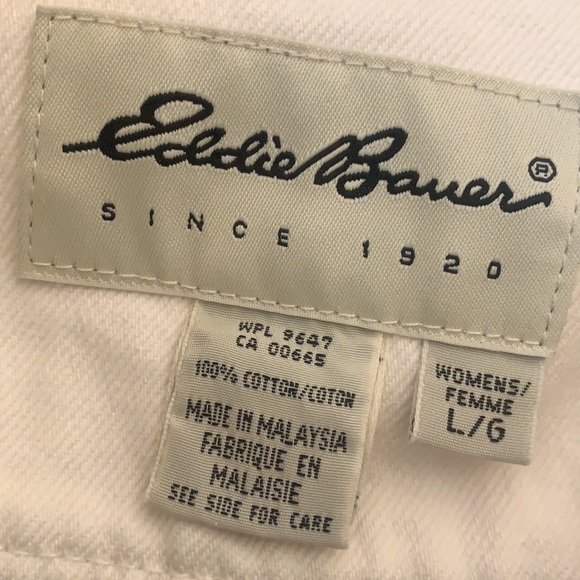 Eddie Bauer®
SINCE 1920
WPL 9647
CA 00665
100% COTTON/COTON
MADE IN MALAYSIA
FABRIQUE EN
MALAISIE
SEE SIDE FOR CARE
WOMENS/
FEMME
L/G